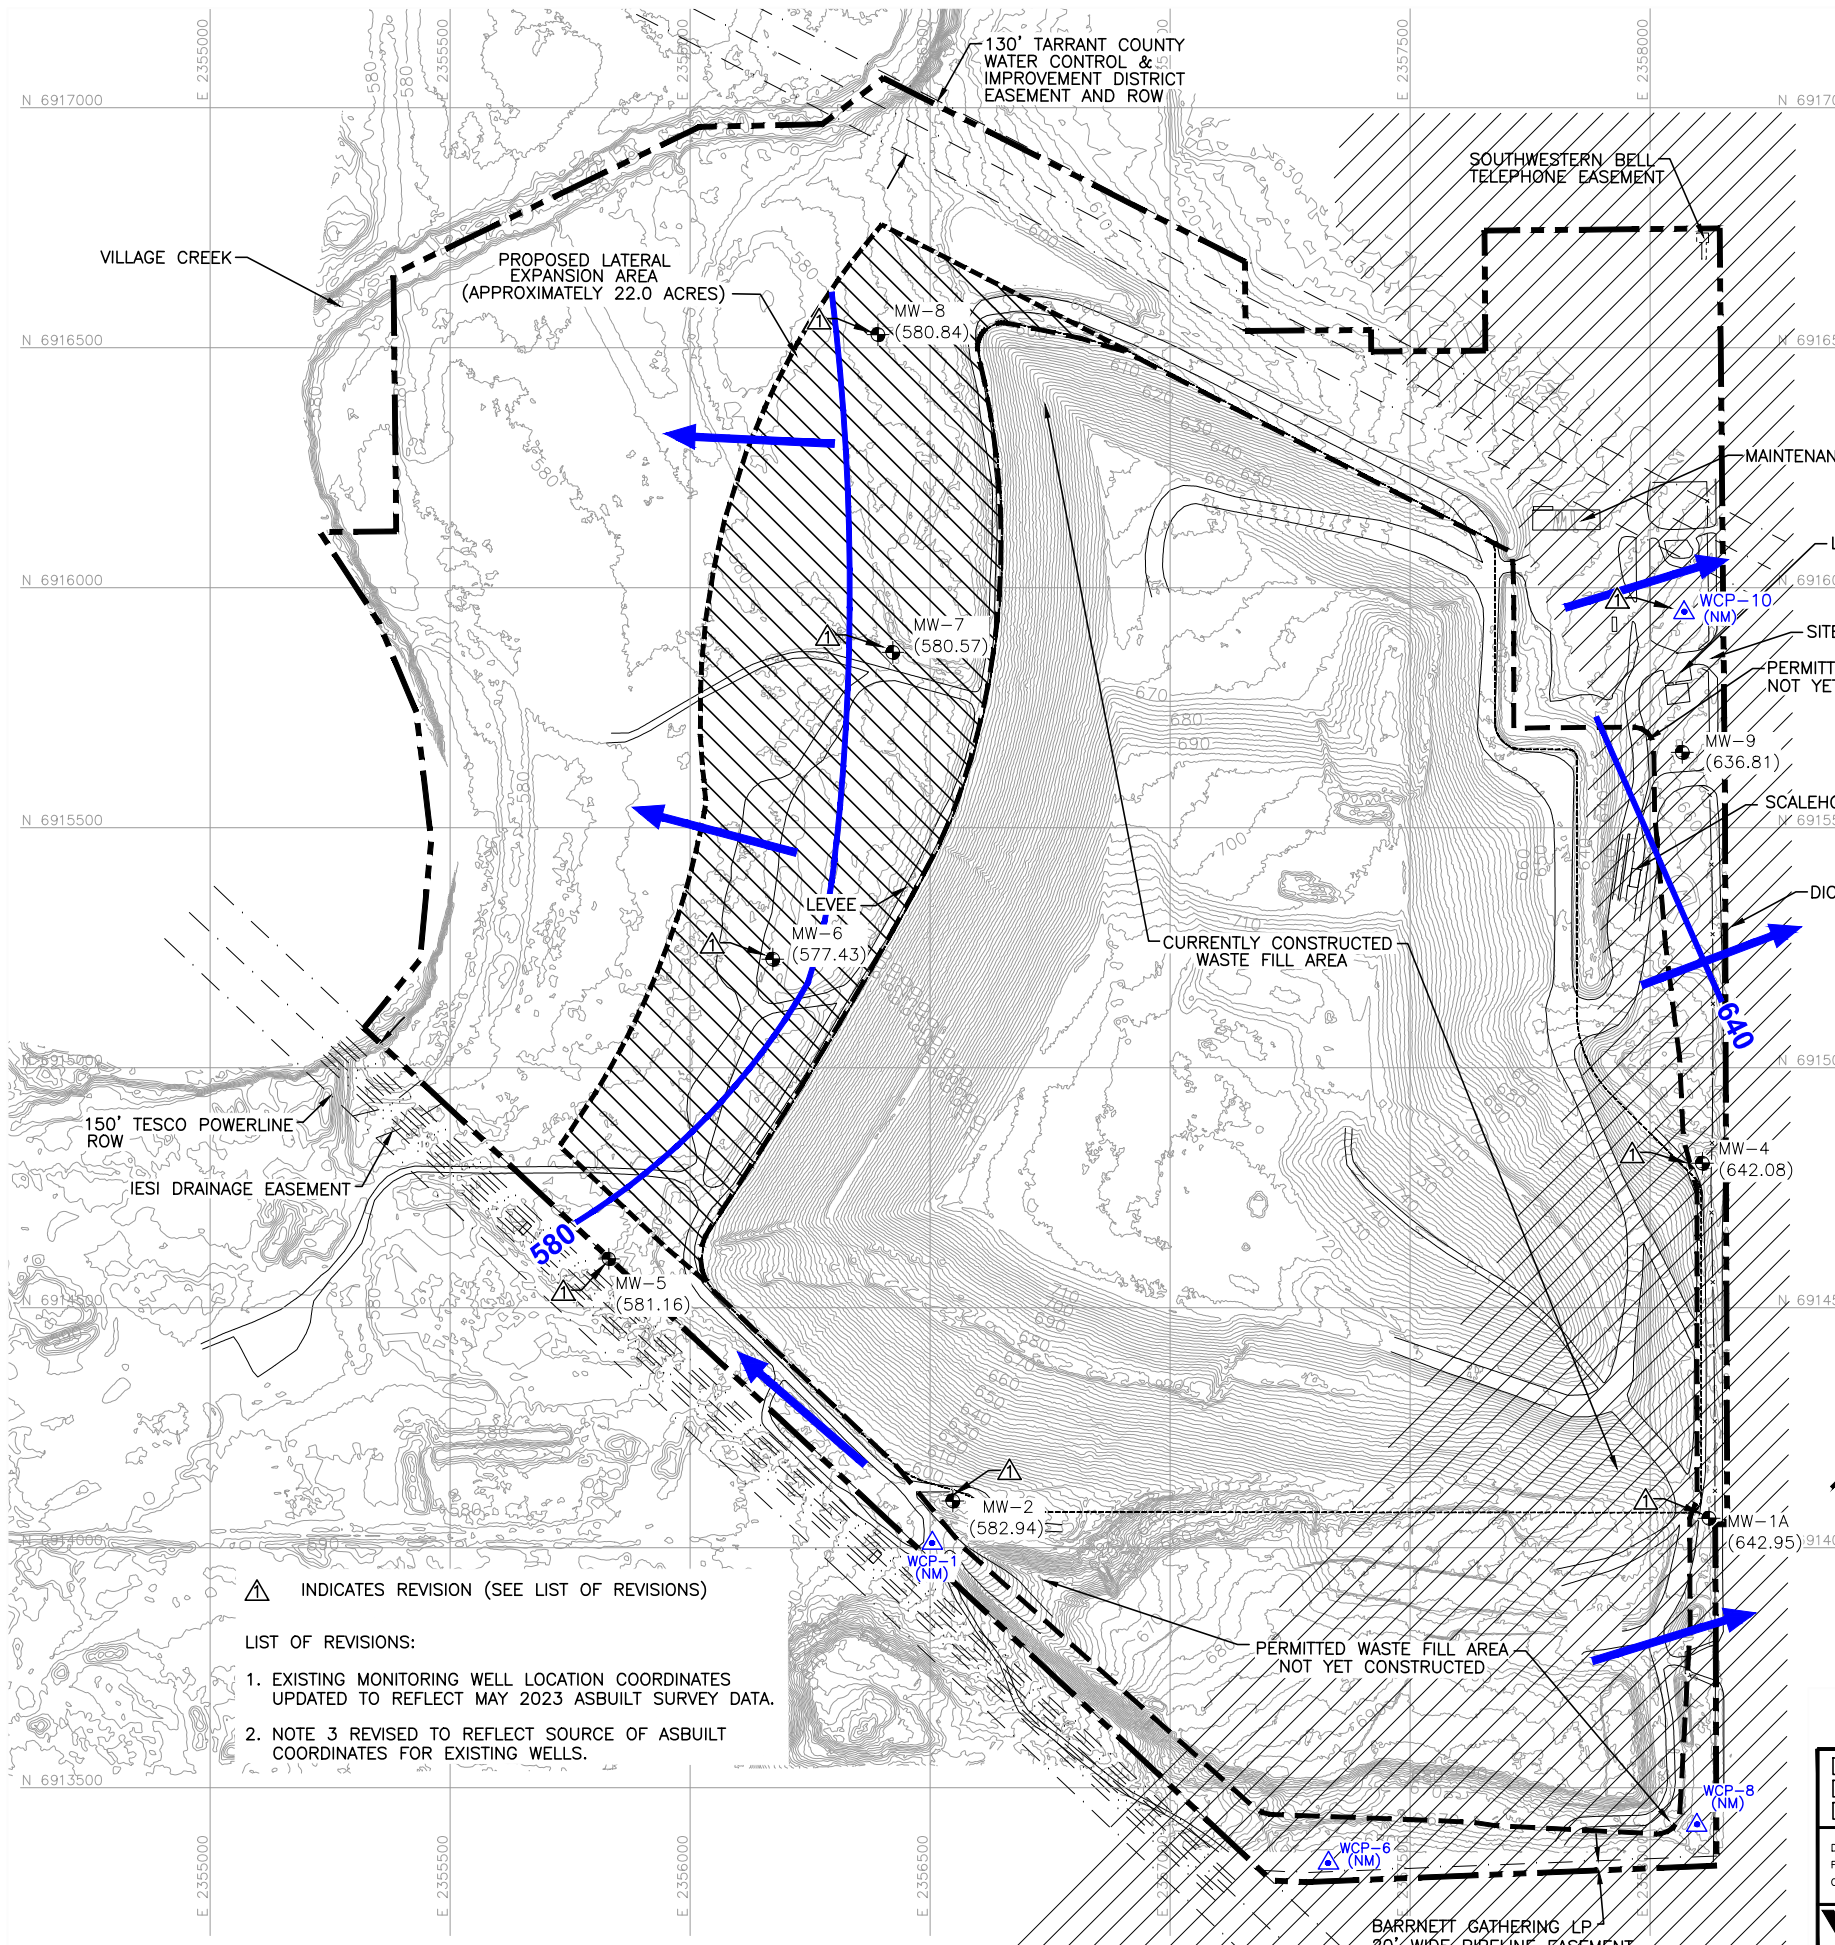 E 2355000
E 2355500
E 2357500
E 2358000
130' TARRANT COUNTY
WATER CONTROL &
IMPROVEMENT DISTRICT
EASEMENT AND ROW
N 6917000
SOUTHWESTERN BELL
TELEPHONE EASEMENT
VILLAGE CREEK
PROPOSED LATERAL
EXPANSION AREA
(APPROXIMATELY 22.0 ACRES)
MW-8
(580.84)
N 6916500
MAINTENAN
N 6916000
WCP-10
(NM)
MW-7
(580.57)
SITE
PERMITT
NOT YET
MW-9
(636.81)
SCALEHO
N 6915500
LEVEE
DIC
MW-6
(577.43)
CURRENTLY CONSTRUCTED
WASTE FILL AREA
640
N 6915000
150' TESCO POWERLINE
ROW
MW-4
(642.08)
IESI DRAINAGE EASEMENT
580
MW-5
(581.16)
N 6914500
MW-2
(582.94)
MW-1A
(642.95)
N 6914000
WCP-1
(NM)
1 INDICATES REVISION (SEE LIST OF REVISIONS)
LIST OF REVISIONS:
1. EXISTING MONITORING WELL LOCATION COORDINATES
UPDATED TO REFLECT MAY 2023 ASBUILT SURVEY DATA.
2. NOTE 3 REVISED TO REFLECT SOURCE OF ASBUILT
COORDINATES FOR EXISTING WELLS.
PERMITTED WASTE FILL AREA
NOT YET CONSTRUCTED
N 6913500
WCP-8
(NM)
WCP-6
(NM)
E 2355000
E 2355500
E 2356000
E 2356500
BARRNETT GATHERING LP
20' WIDE PIPELINE EASEMENT